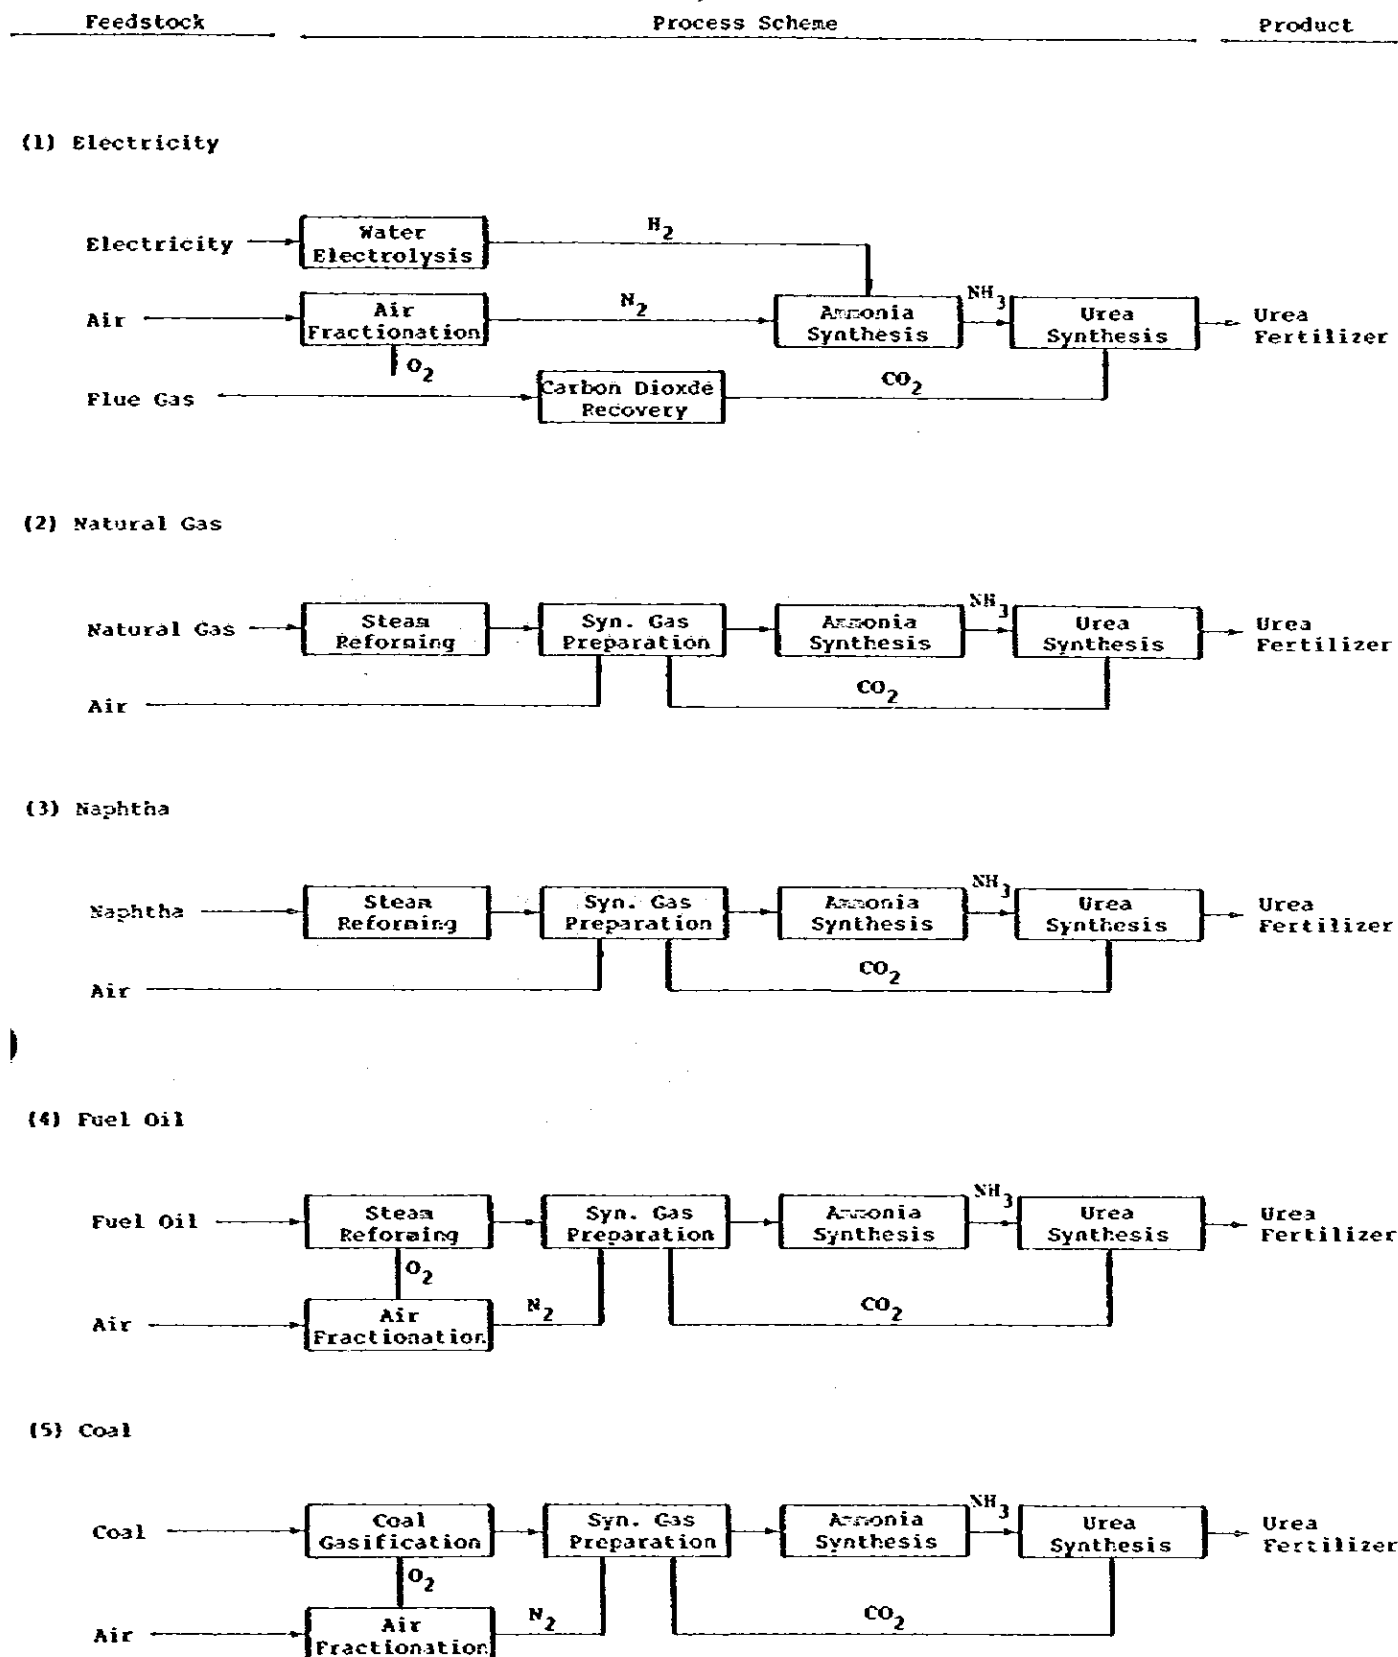 Feedstock Process Scheme Product
(1) Electricity
H2
Electricity Water
Electrolysis
NH3
Air Air
Fractionation N2 Ammonia
Synthesis Urea
Synthesis Urea
Fertilizer
O2
Flue Gas Carbon Dioxde
Recovery CO2
(2) Natural Gas
NH3
Natural Gas Steam
Reforming Syn. Gas
Preparation Ammonia
Synthesis Urea
Synthesis Urea
Fertilizer
Air CO2
(3) Naphtha
NH3
Naphtha Steam
Reforming Syn. Gas
Preparation Ammonia
Synthesis Urea
Synthesis Urea
Fertilizer
Air CO2
(4) Fuel Oil
NH3
Fuel Oil Steam
Reforming Syn. Gas
Preparation Ammonia
Synthesis Urea
Synthesis Urea
Fertilizer
O2
Air Air
Fractionation N2 CO2
(5) Coal
NH3
Coal Coal
Gasification Syn. Gas
Preparation Ammonia
Synthesis Urea
Synthesis Urea
Fertilizer
O2
Air Air
Fractionation N2 CO2